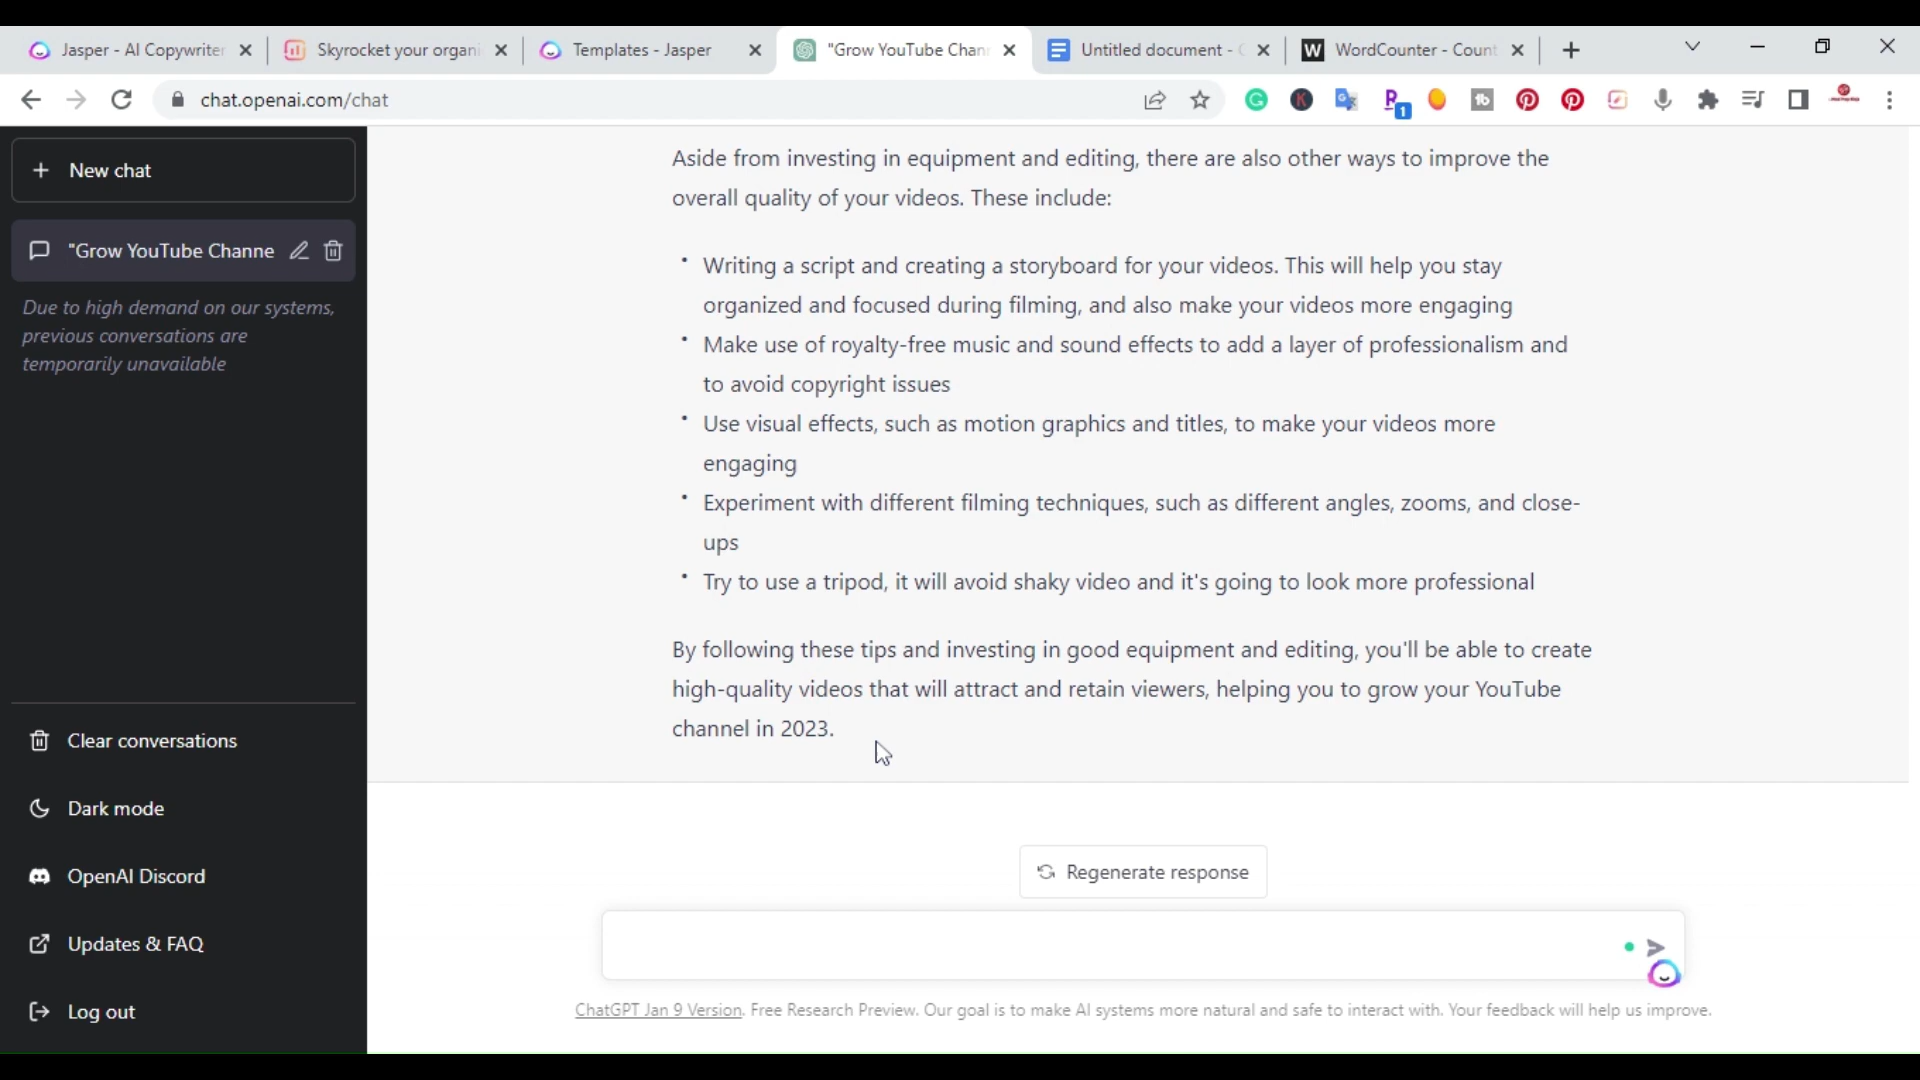 Jasper - AI Copywriter
Skyrocket your organi
Templates - Jasper
"Grow YouTube Chan
Untitled document -
W WordCounter - Count
chat.openai.com/chat
1
New chat
"Grow YouTube Channe
Due to high demand on our systems,
previous conversations are
temporarily unavailable
Clear conversations
Dark mode
OpenAI Discord
Updates & FAQ
Log out
Aside from investing in equipment and editing, there are also other ways to improve the
overall quality of your videos. These include:
• Writing a script and creating a storyboard for your videos. This will help you stay
organized and focused during filming, and also make your videos more engaging
• Make use of royalty-free music and sound effects to add a layer of professionalism and
to avoid copyright issues
• Use visual effects, such as motion graphics and titles, to make your videos more
engaging
• Experiment with different filming techniques, such as different angles, zooms, and close-
ups
• Try to use a tripod, it will avoid shaky video and it's going to look more professional
By following these tips and investing in good equipment and editing, you'll be able to create
high-quality videos that will attract and retain viewers, helping you to grow your YouTube
channel in 2023.
Regenerate response
ChatGPT Jan 9 Version. Free Research Preview. Our goal is to make AI systems more natural and safe to interact with. Your feedback will help us improve.